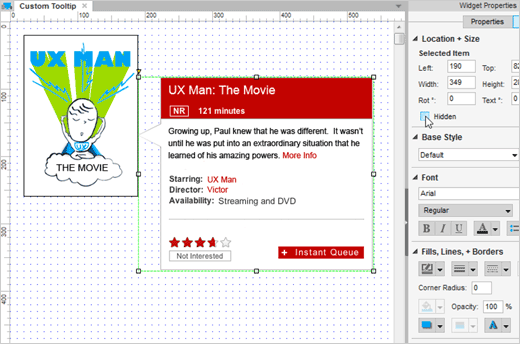 Custom Tooltip
Widget Properties
0
100
200
300
400
500
0
100
200
300
400
Properties
Location + Size
Selected Item
Left: 190 Top: 82
Width: 349 Height: 28
Rot °: 0 Text °: 0
Hidden
Base Style
Default
Font
Arial
Regular
B I U A
Fills, Lines, + Borders
Corner Radius: 0
Opacity: 100 %
A
UX MAN
THE MOVIE
UX Man: The Movie
NR 121 minutes
Growing up, Paul knew that he was different. It wasn't
until he was put into an extraordinary situation that he
learned of his amazing powers. More Info
Starring: UX Man
Director: Victor
Availability: Streaming and DVD
Not Interested
+ Instant Queue